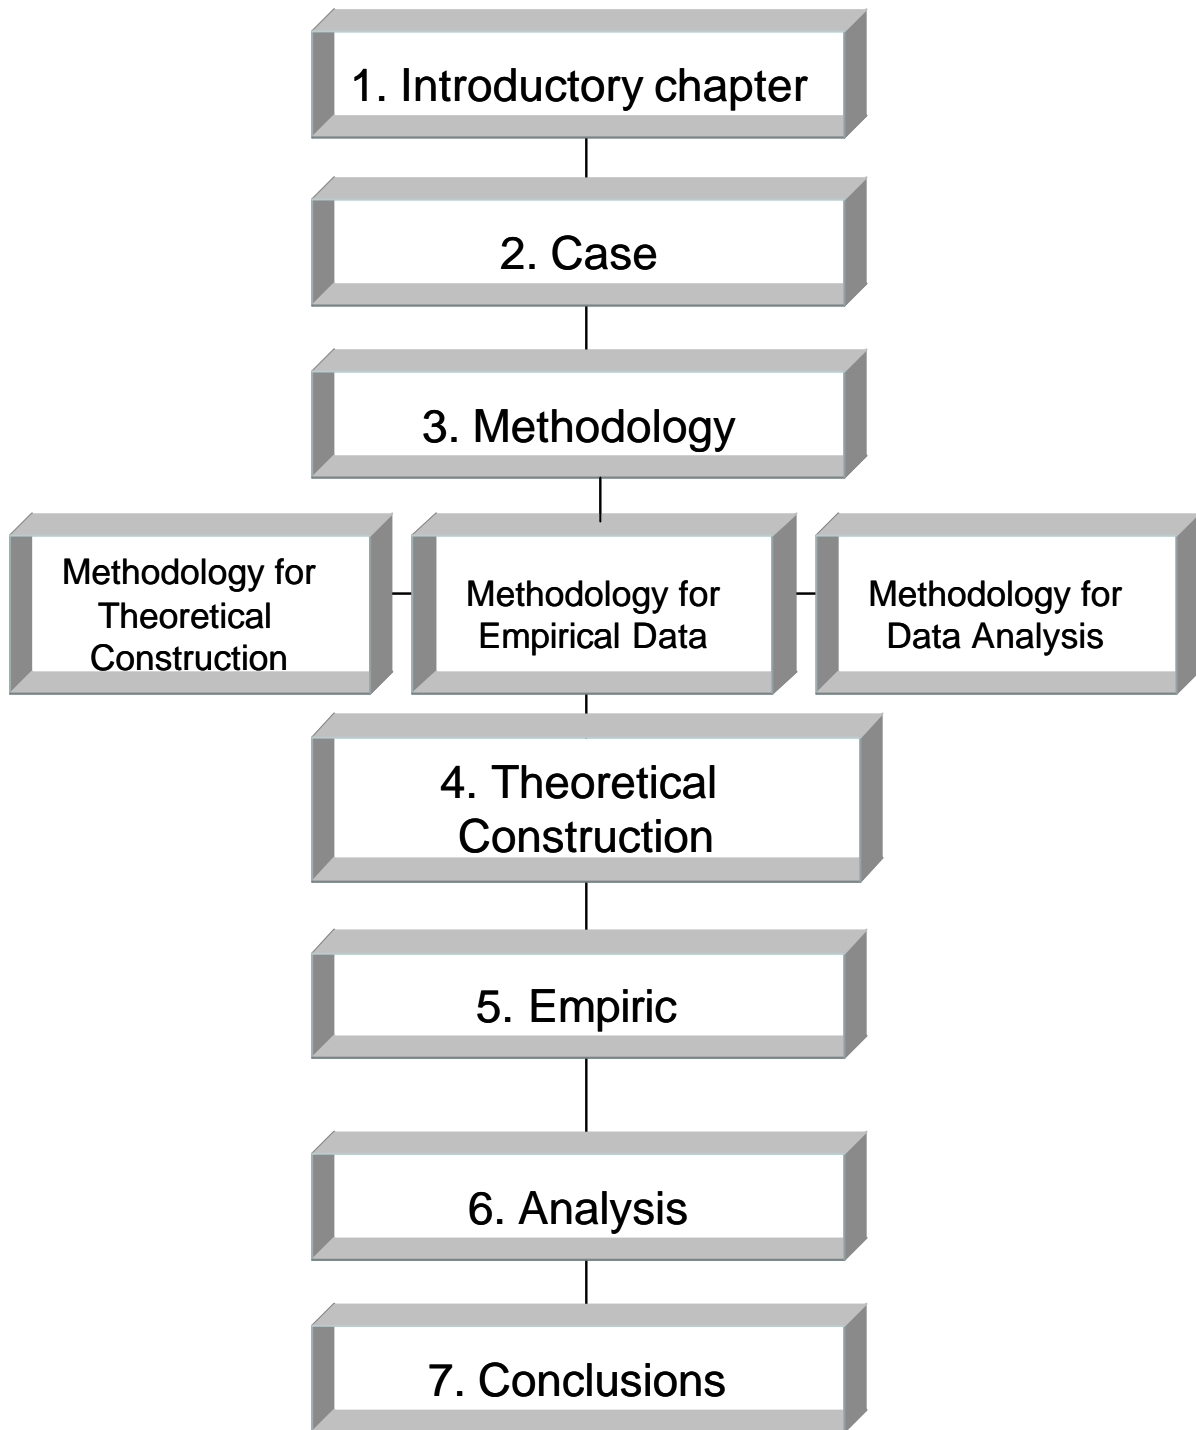 1. Introductory chapter
2. Case
3. Methodology
Methodology for
Theoretical
Construction
Methodology for
Empirical Data
Methodology for
Data Analysis
4. Theoretical
Construction
5. Empiric
6. Analysis
7. Conclusions